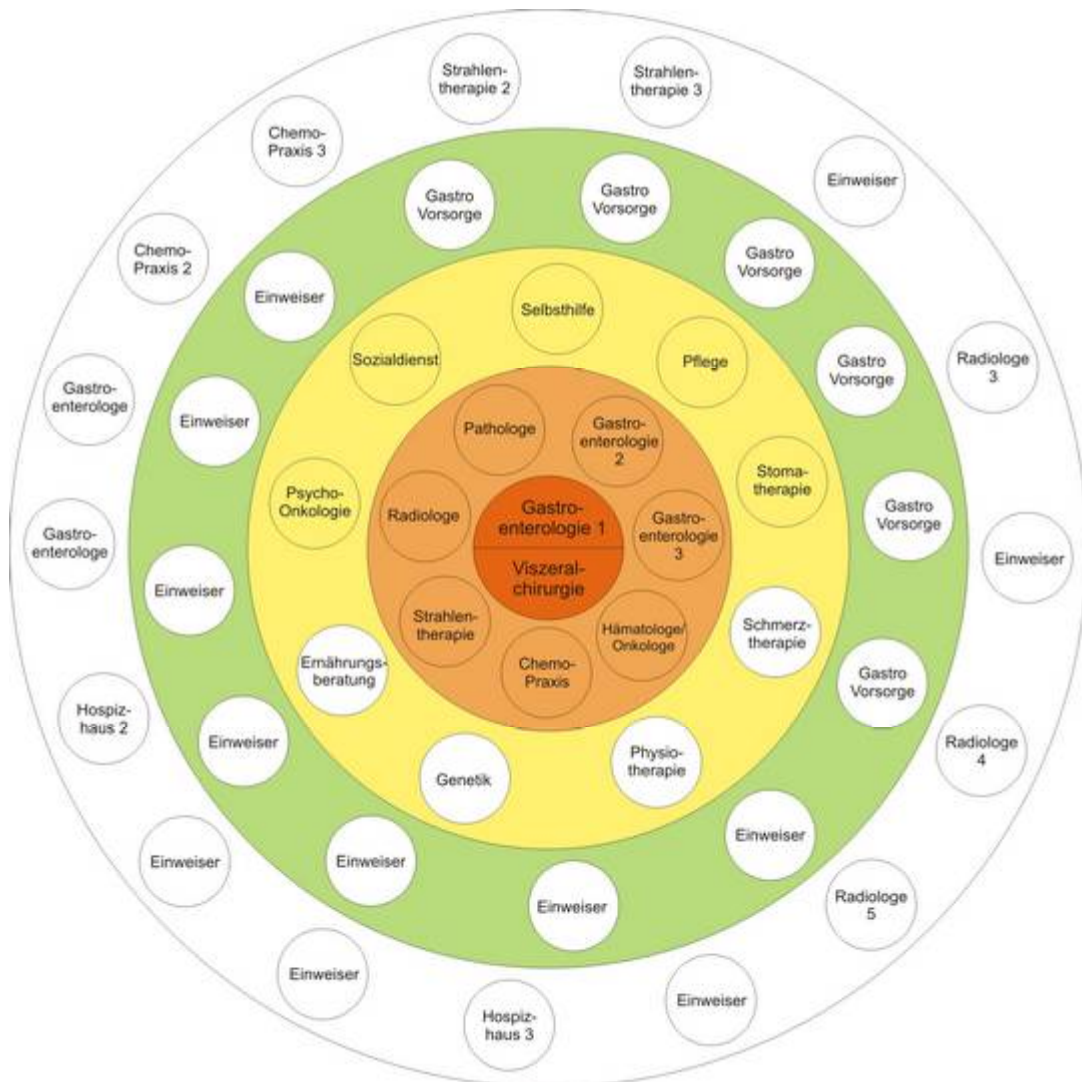 Strahlen-
therapie 2
Strahlen-
therapie 3
Chemo-
Praxis 3
Einweiser
Gastro
Vorsorge
Gastro
Vorsorge
Chemo-
Praxis 2
Gastro
Vorsorge
Einweiser
Selbsthilfe
Sozialdienst
Pflege
Radiologe
3
Gastro
Vorsorge
Gastro-
enterologe
Einweiser
Pathologe
Gastro-
enterologie
2
Stoma-
therapie
Psycho-
Onkologie
Radiologe
Gastro-
enterologie 1
Gastro-
enterologie
3
Gastro
Vorsorge
Gastro-
enterologe
Einweiser
Viszeral-
chirurgie
Einweiser
Strahlen-
therapie
Hämatologe/
Onkologe
Schmerz-
therapie
Ernährungs-
beratung
Chemo-
Praxis
Gastro
Vorsorge
Hospiz-
haus 2
Einweiser
Genetik
Physio-
therapie
Radiologe
4
Einweiser
Einweiser
Einweiser
Einweiser
Radiologe
5
Einweiser
Einweiser
Hospiz-
haus 3